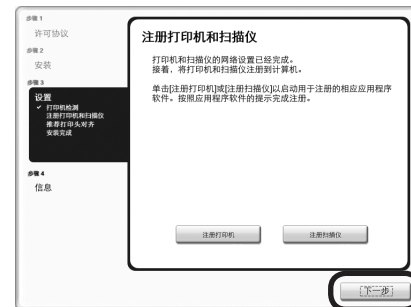 步骤 1
许可协议
步骤 2
安装
步骤 3
设置
✓ 打印机检测
注册打印机和扫描仪
推荐打印头对齐
安装完成
步骤 4
信息
注册打印机和扫描仪
打印机和扫描仪的网络设置已经完成。
接着，将打印机和扫描仪注册到计算机。
单击[注册打印机]或[注册扫描仪]以启动用于注册的相应应用程序
软件。按照应用程序软件的提示完成注册。
注册打印机
注册扫描仪
下一步